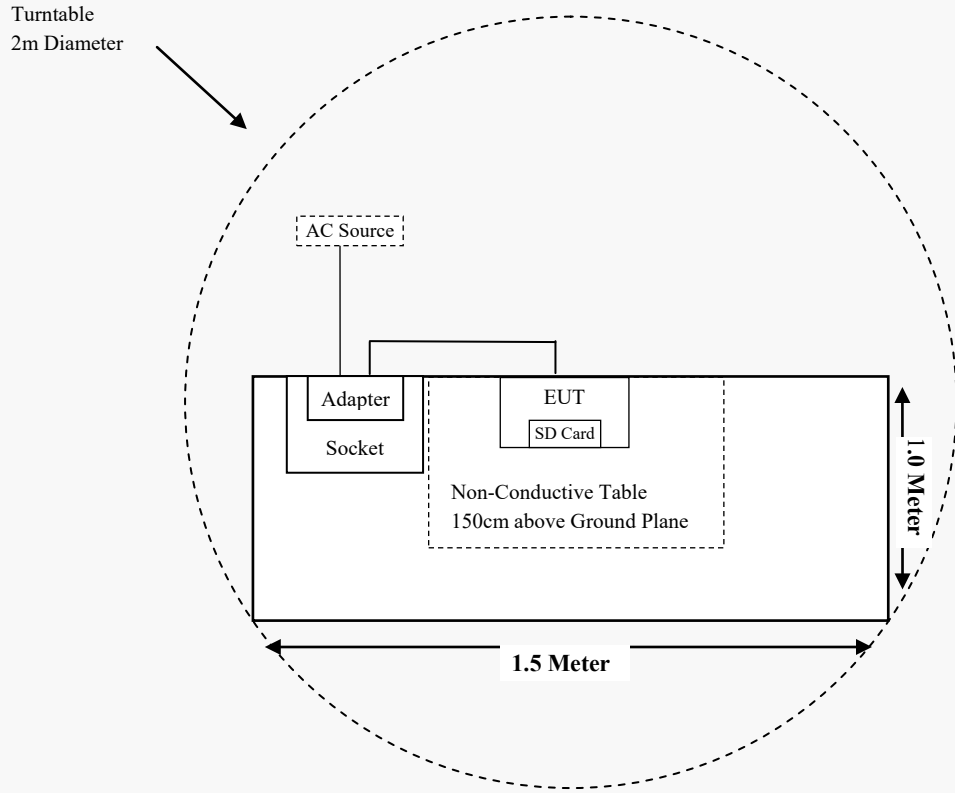 Turntable
2m Diameter
AC Source
Adapter
EUT
SD Card
Socket
Non-Conductive Table
150cm above Ground Plane
1.0 Meter
1.5 Meter